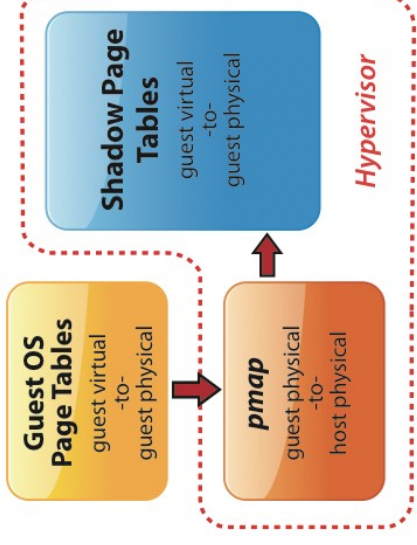 Guest OS
Page Tables
guest virtual
-to-
guest physical
pmap
guest physical
-to-
host physical
Shadow Page
Tables
guest virtual
-to-
guest physical
Hypervisor